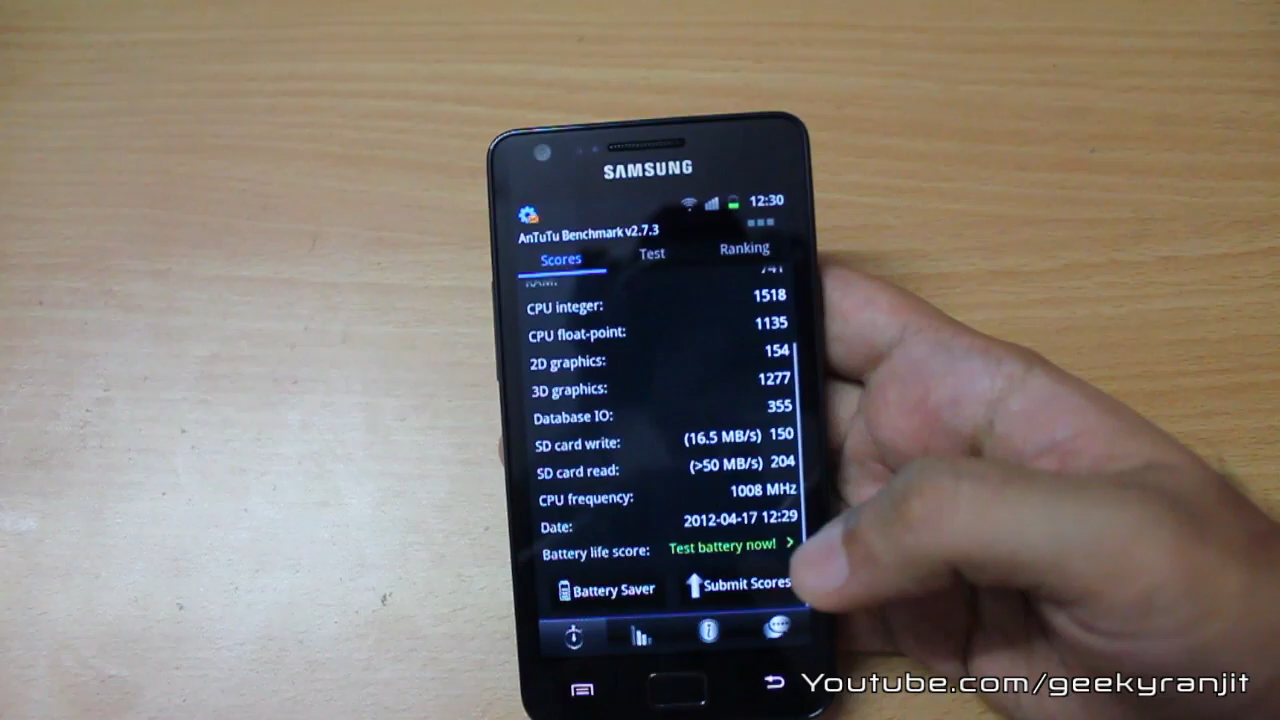 SAMSUNG
12:30
AnTuTu Benchmark v2.7.3
Scores Test Ranking
RAM: 741
CPU integer: 1518
CPU float-point: 1135
2D graphics: 154
3D graphics: 1277
Database IO: 355
SD card write: (16.5 MB/s) 150
SD card read: (>50 MB/s) 204
CPU frequency: 1008 MHz
Date: 2012-04-17 12:29
Battery life score: Test battery now! >
Battery Saver Submit Scores
Youtube.com/geekyranjit